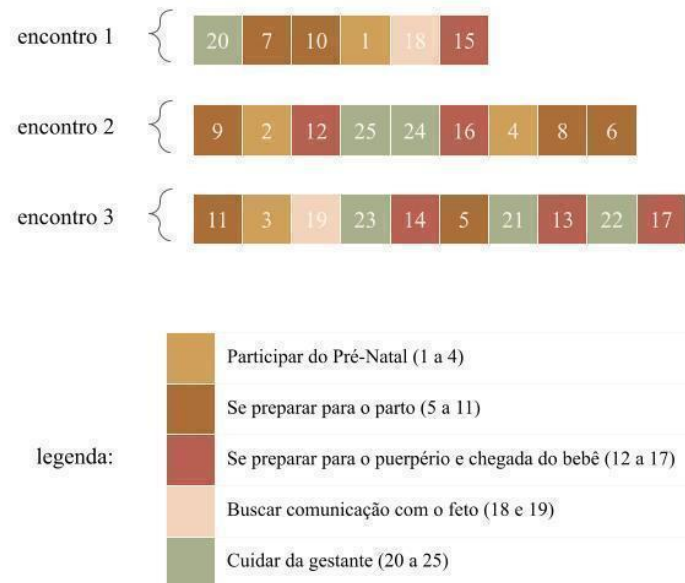 encontro 1
20 7 10 1 18 15
encontro 2
9 2 12 25 24 16 4 8 6
encontro 3
11 3 19 23 14 5 21 13 22 17
legenda:
Participar do Pré-Natal (1 a 4)
Se preparar para o parto (5 a 11)
Se preparar para o puerpério e chegada do bebê (12 a 17)
Buscar comunicação com o feto (18 e 19)
Cuidar da gestante (20 a 25)